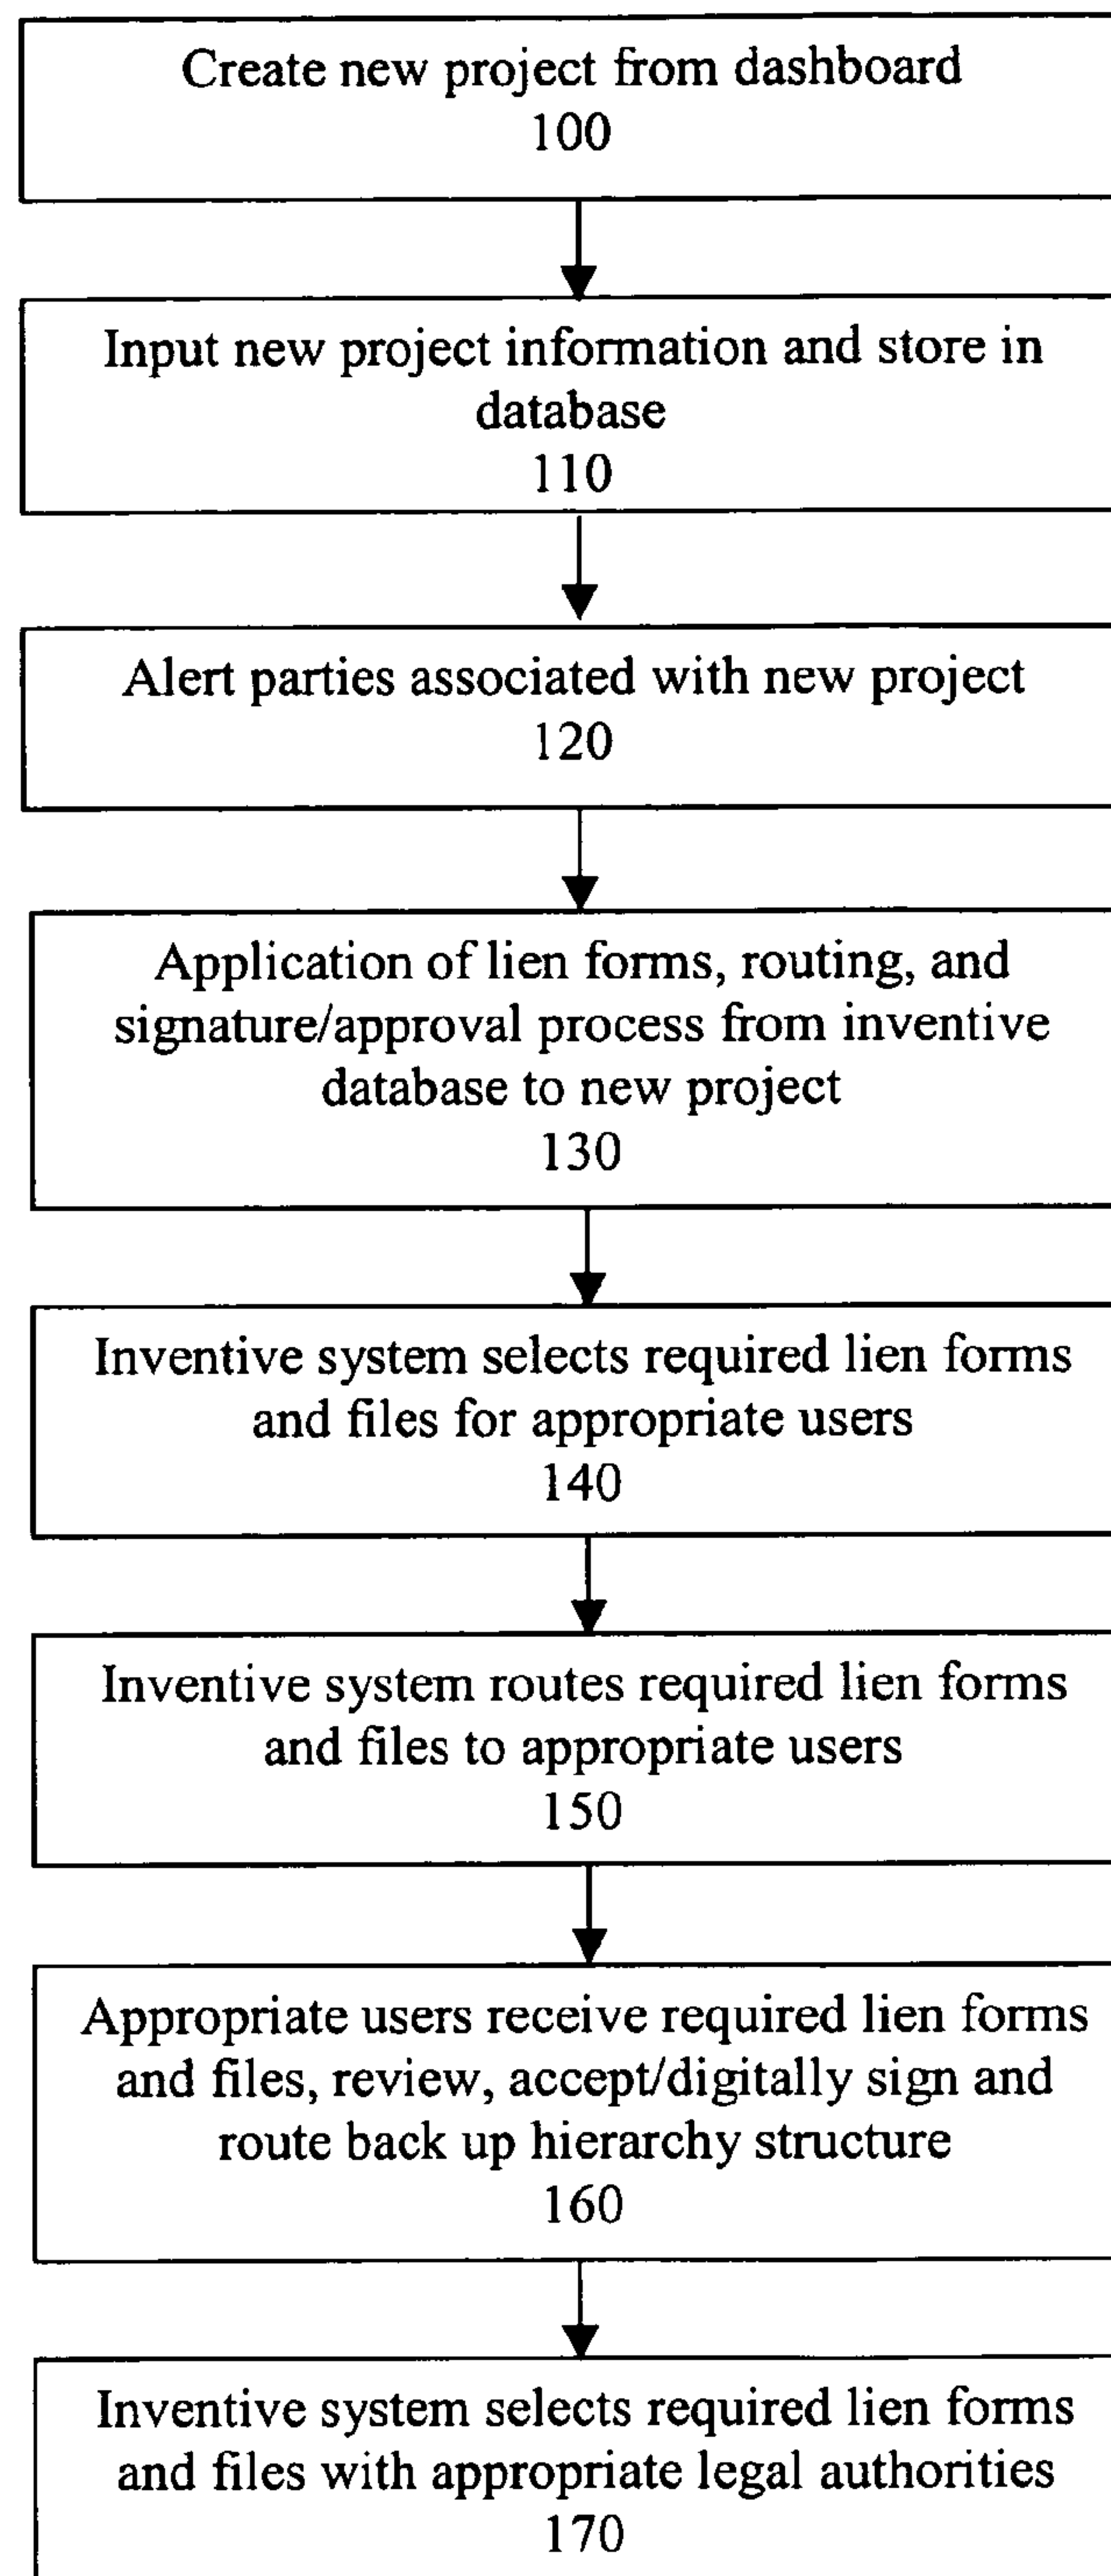 Create new project from dashboard
100
Input new project information and store in
database
110
Alert parties associated with new project
120
Application of lien forms, routing, and
signature/approval process from inventive
database to new project
130
Inventive system selects required lien forms
and files for appropriate users
140
Inventive system routes required lien forms
and files to appropriate users
150
Appropriate users receive required lien forms
and files, review, accept/digitally sign and
route back up hierarchy structure
160
Inventive system selects required lien forms
and files with appropriate legal authorities
170